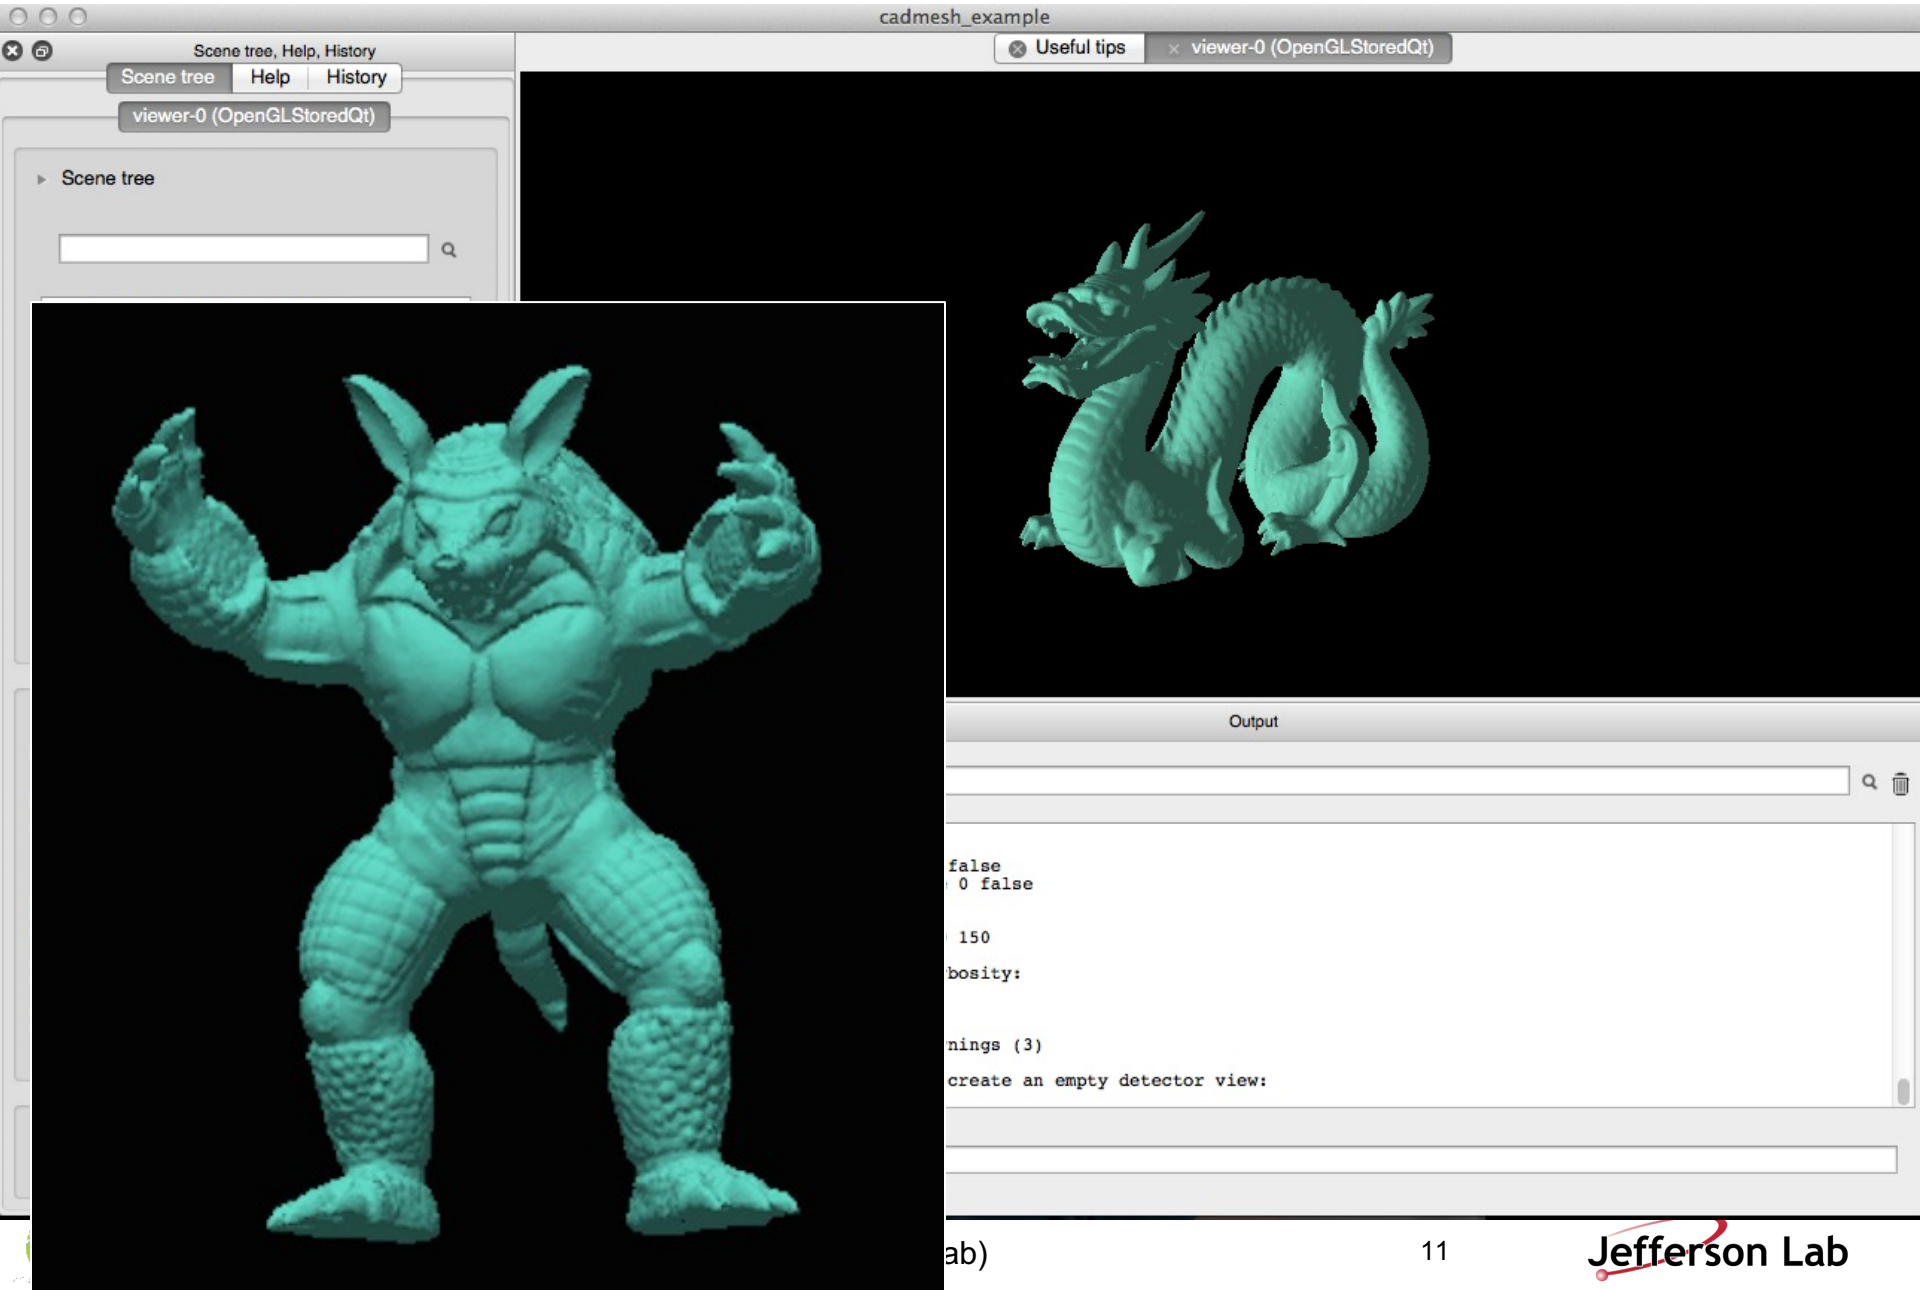 cadmesh_example
Scene tree, Help, History
Useful tips
viewer-0 (OpenGLStoredQt)
Scene tree
Help
History
viewer-0 (OpenGLStoredQt)
Scene tree
Output
false
0 false
150
bosity:
nings (3)
create an empty detector view:
ab)
11
Jefferson Lab